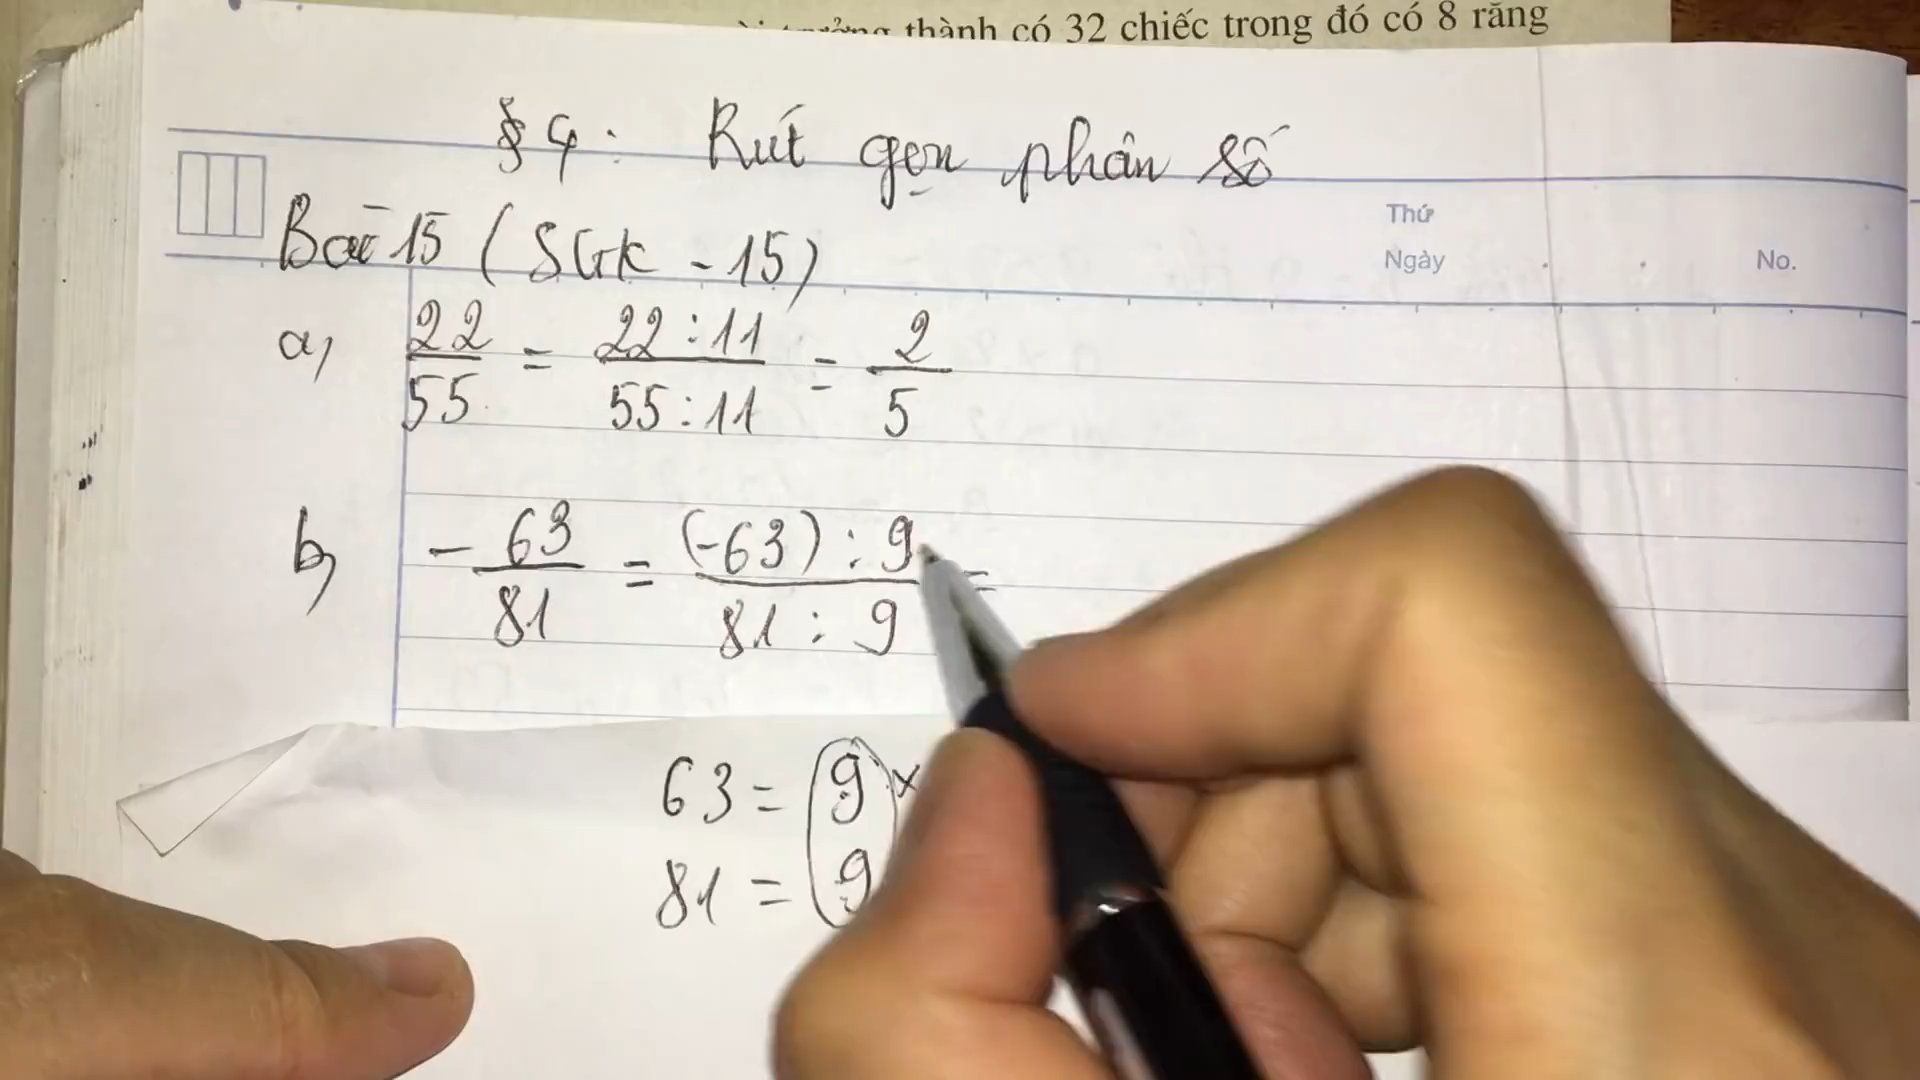 thành có 32 chiếc trong đó có 8 răng
§ 4 : Rút gọn phân số
Thứ
Ngày
No.
Bài 15 ( SGK - 15)
a, 22/55 = 22 : 11/55 : 11 = 2/5
b, - 63/81 = (-63) : 9/81 : 9 =
63 = 9 ×
81 = 9